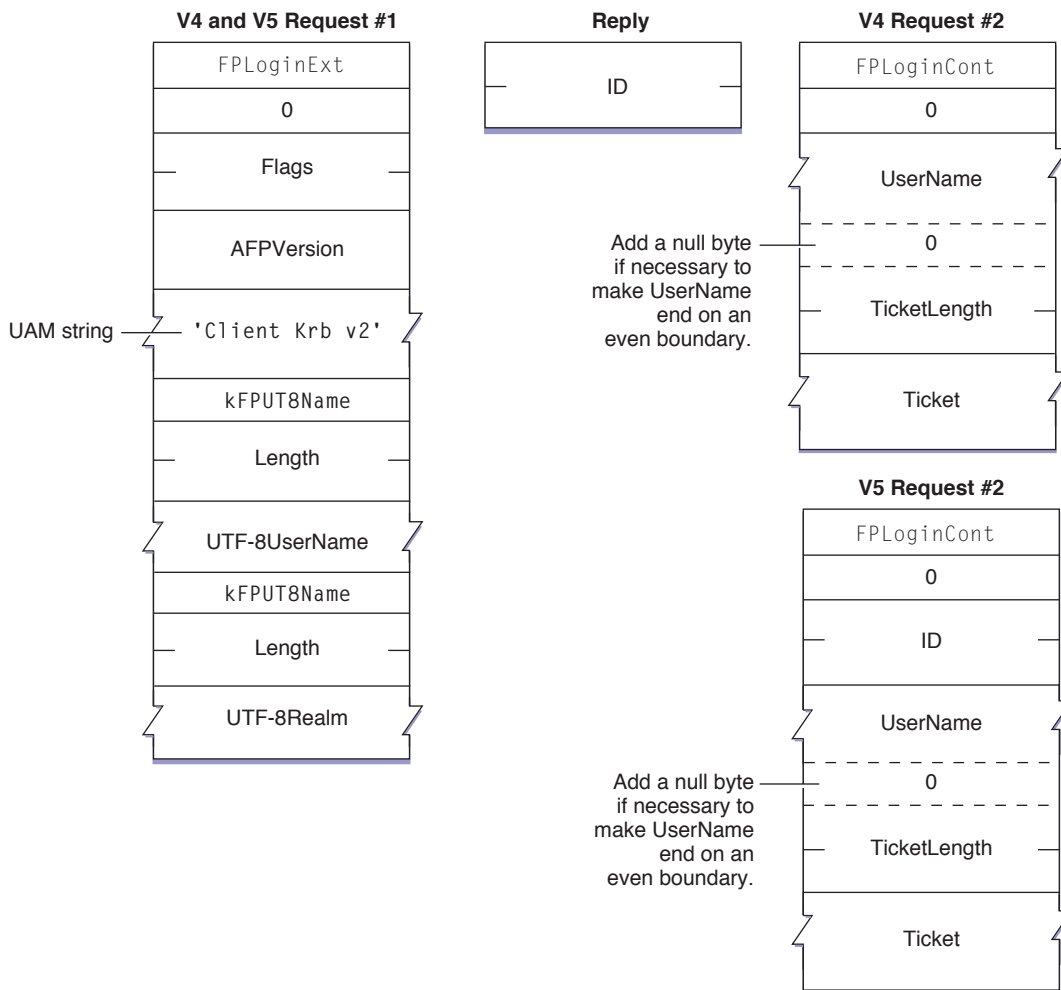 V4 and V5 Request #1
FPLoginExt
0
Flags
AFPVersion
UAM string
'Client Krb v2'
kFPUT8Name
Length
UTF-8UserName
kFPUT8Name
Length
UTF-8Realm
Reply
ID
V4 Request #2
FPLoginCont
0
UserName
Add a null byte
if necessary to
make UserName
end on an
even boundary.
0
TicketLength
Ticket
V5 Request #2
FPLoginCont
0
ID
UserName
Add a null byte
if necessary to
make UserName
end on an
even boundary.
0
TicketLength
Ticket